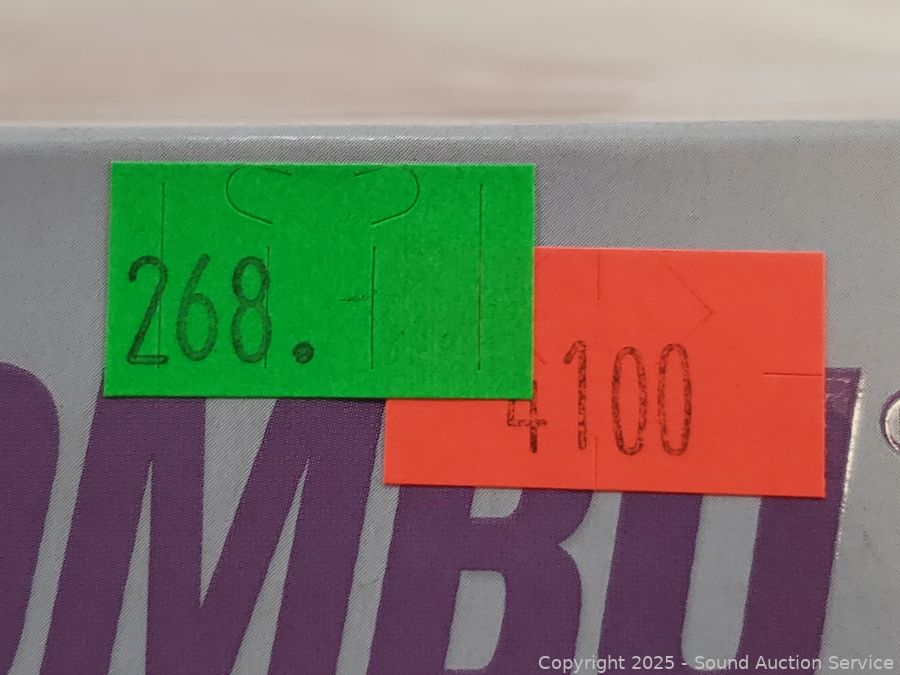 268.
4100
OMBU
Copyright 2025 - Sound Auction Service